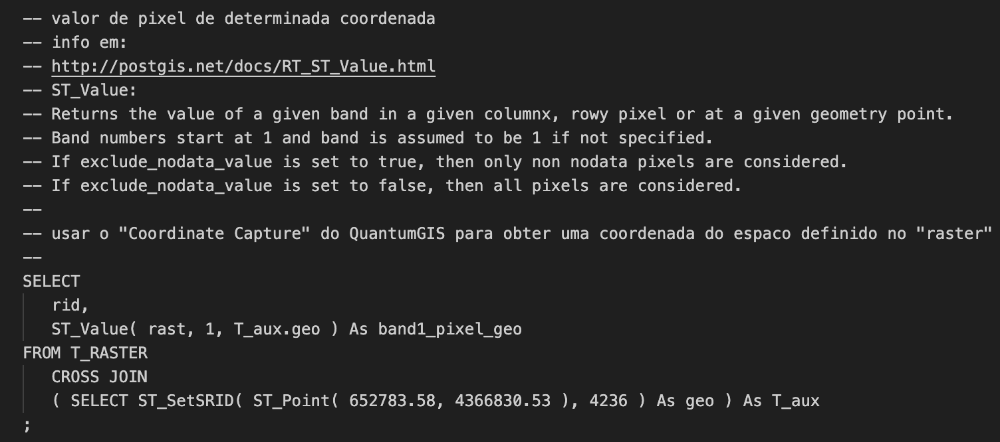 -- valor de pixel de determinada coordenada
-- info em:
-- http://postgis.net/docs/RT_ST_Value.html
-- ST_Value:
-- Returns the value of a given band in a given columnx, rowy pixel or at a given geometry point.
-- Band numbers start at 1 and band is assumed to be 1 if not specified.
-- If exclude_nodata_value is set to true, then only non nodata pixels are considered.
-- If exclude_nodata_value is set to false, then all pixels are considered.
--
-- usar o "Coordinate Capture" do QuantumGIS para obter uma coordenada do espaco definido no "raster"
--
SELECT
   rid,
   ST_Value( rast, 1, T_aux.geo ) As band1_pixel_geo
FROM T_RASTER
   CROSS JOIN
   ( SELECT ST_SetSRID( ST_Point( 652783.58, 4366830.53 ), 4236 ) As geo ) As T_aux
;